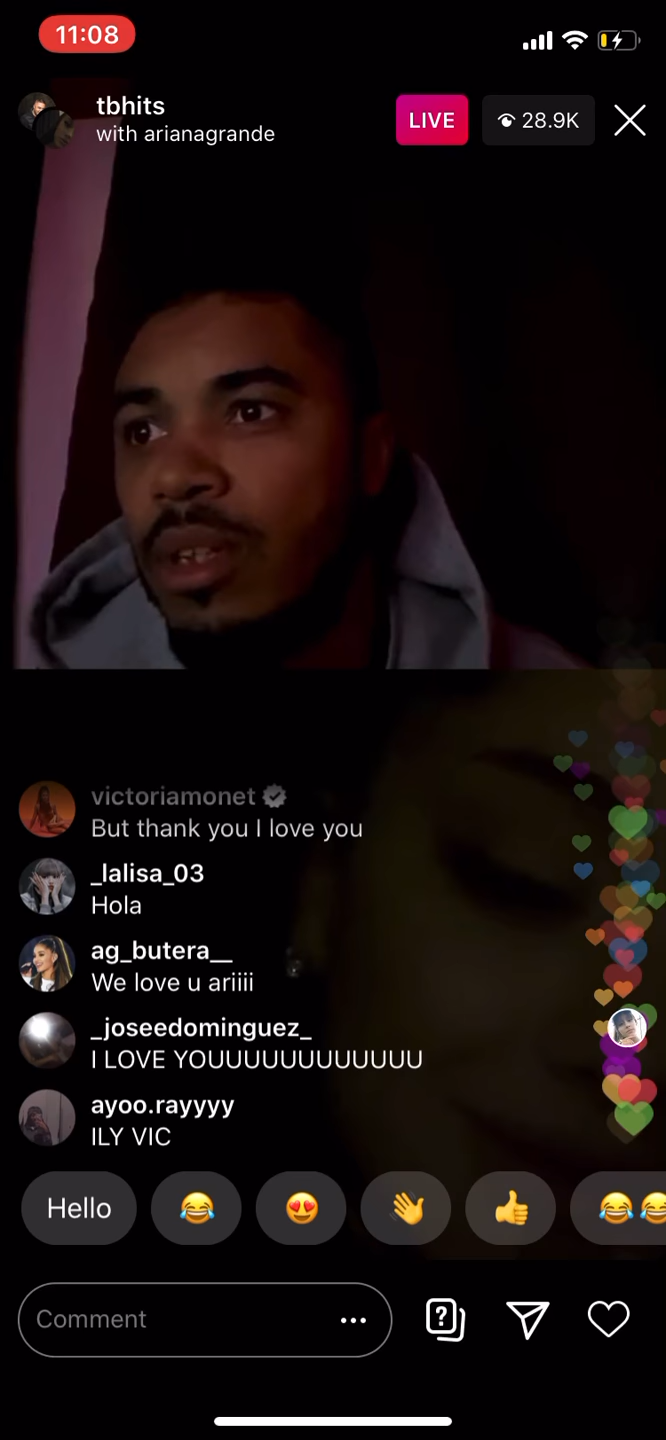 11:08
tbhits
with arianagrande
LIVE
28.9K
victoriamonet
But thank you I love you
_lalisa_03
Hola
ag_butera__
We love u ariiii
_joseedominguez_
I LOVE YOUUUUUUUUUUUUU
ayoo.rayyyy
ILY VIC
Hello
Comment